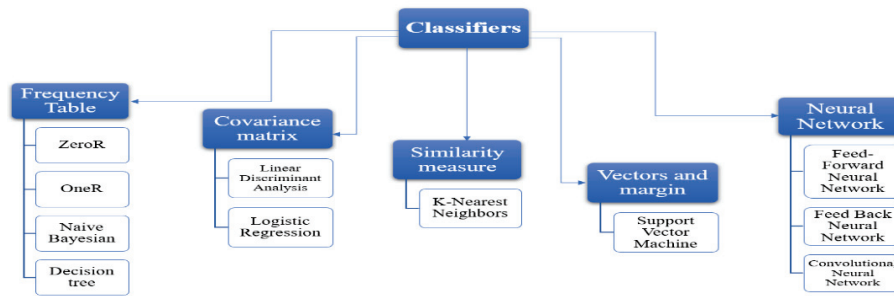 Classifiers
Frequency
Table
ZeroR
OneR
Naive
Bayesian
Decision
tree
Covariance
matrix
Linear
Discriminant
Analysis
Logistic
Regression
Similarity
measure
K-Nearest
Neighbors
Vectors and
margin
Support
Vector
Machine
Neural
Network
Feed-
Forward
Neural
Network
Feed Back
Neural
Network
Convolutional
Neural
Network